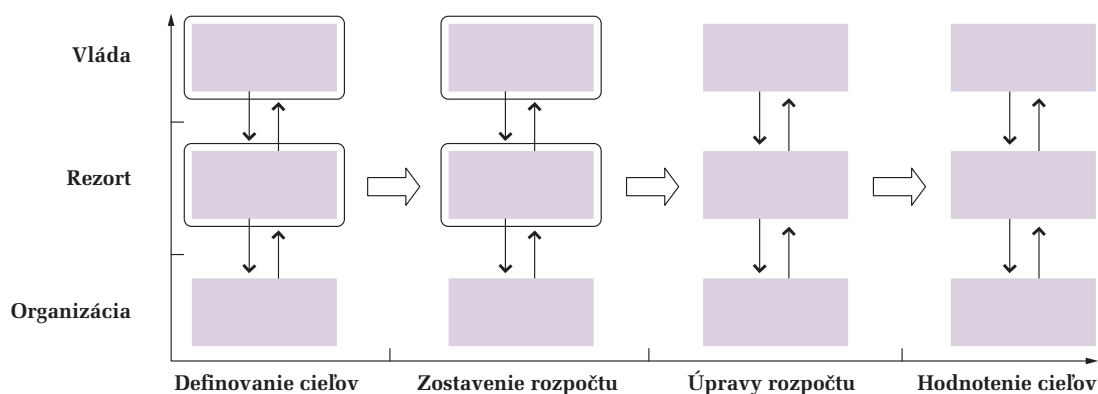 Vláda
Rezort
Organizácia
Definovanie cieľov
Zostavenie rozpočtu
Úpravy rozpočtu
Hodnotenie cieľov